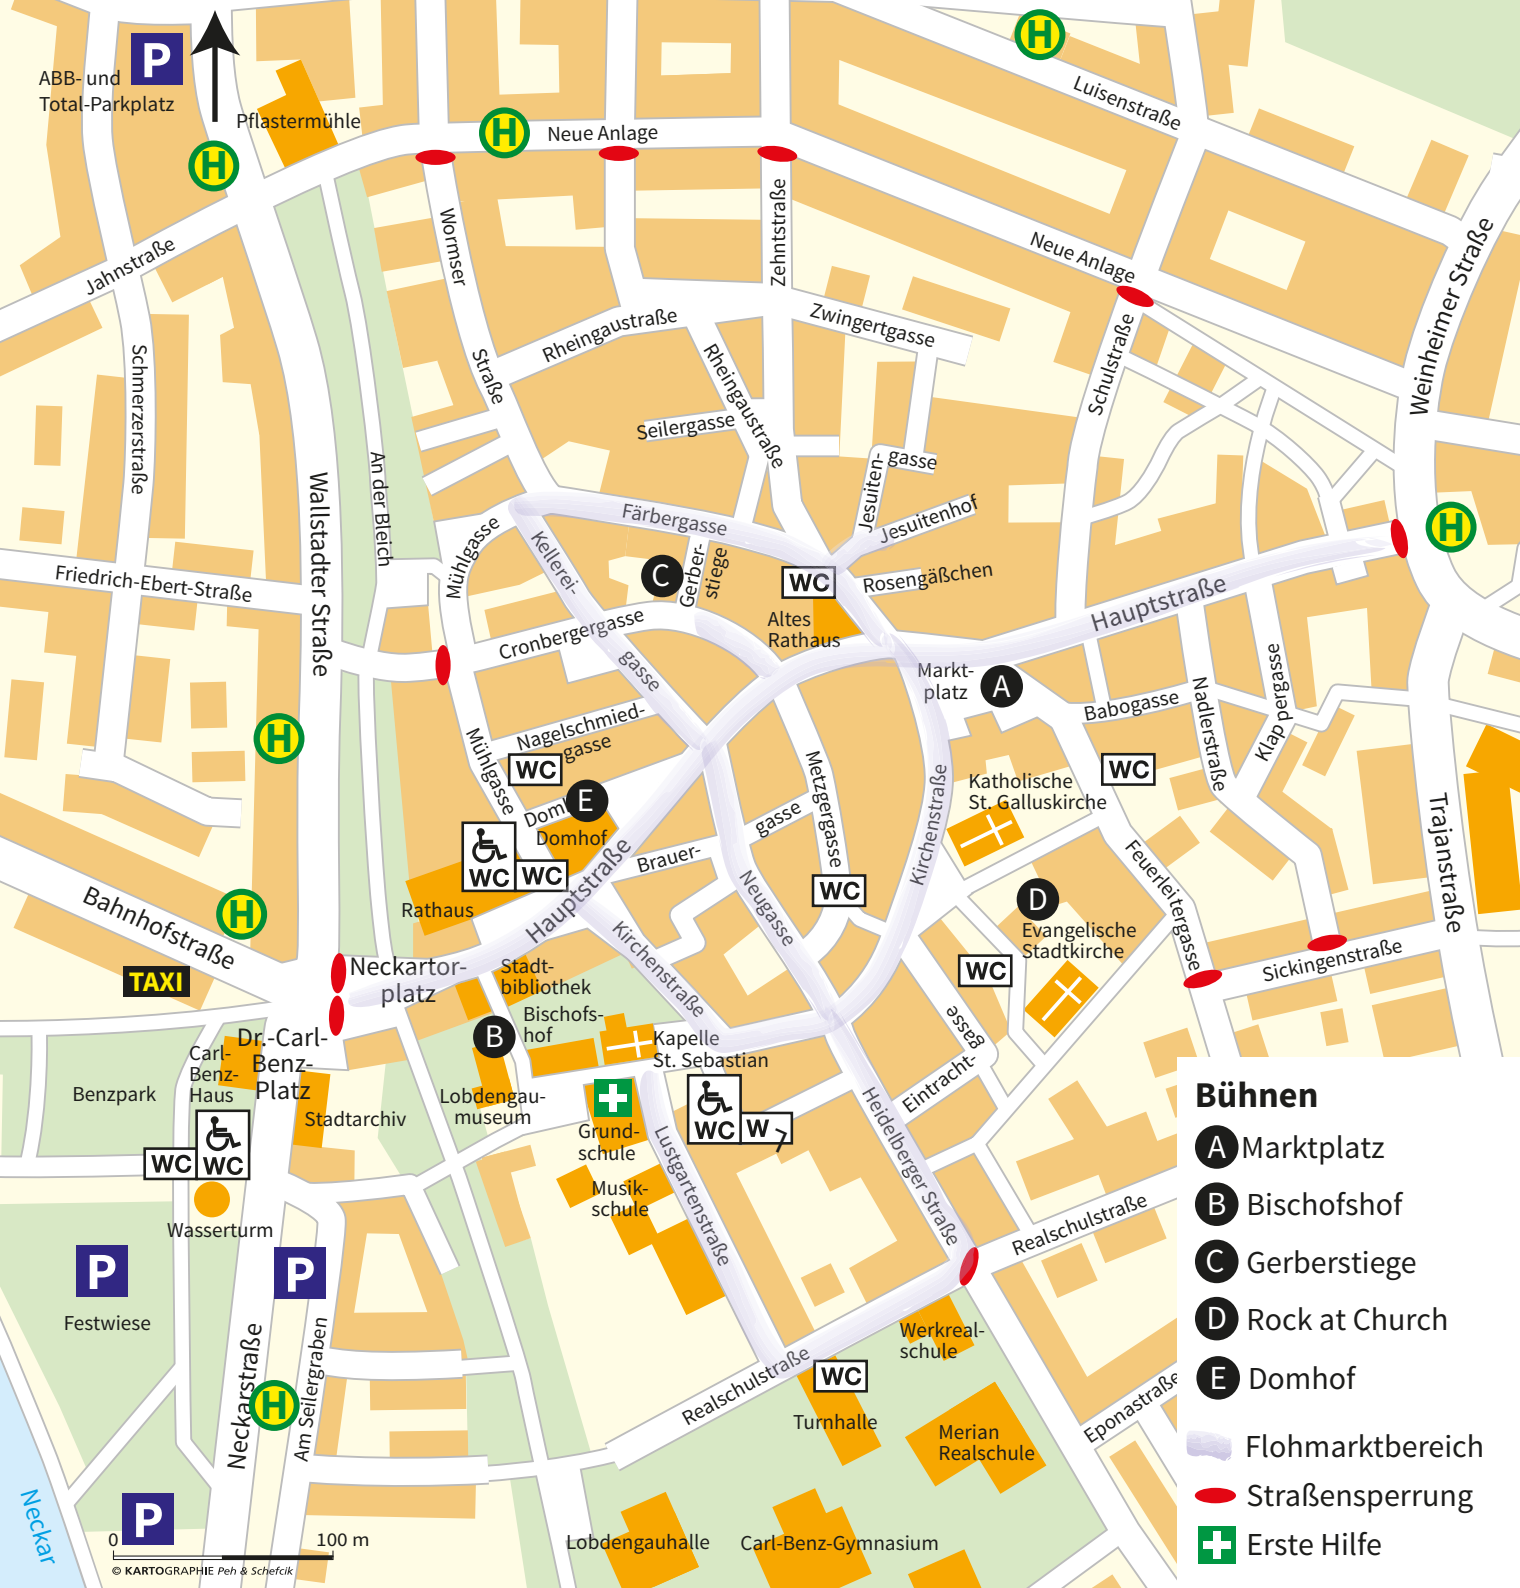 P
ABB- und
Total-Parkplatz
Pflastermühle
H
H
Neue Anlage
H
Luisenstraße
Jahnstraße
Wormser
Straße
Zehntstraße
Neue Anlage
Weinheimer Straße
Schmerzerstraße
Rheingaustraße
Zwingertgasse
Schulstraße
Rheingaustraße
Seilergasse
Wallstadter Straße
An der Bleich
Jesuiten-
gasse
Jesuitenhof
Färbergasse
Mühlgasse
Kellerei-
gasse
H
Friedrich-Ebert-Straße
C
Gerber-
stiege
WC
Rosengäßchen
Altes
Rathaus
Hauptstraße
Cronbergergasse
Markt-
platz
A
Babogasse
Nadlerstraße
Klappergasse
H
Nagelschmied-
gasse
WC
Mühlgasse
Metzgergasse
Kirchenstraße
Katholische
St. Galluskirche
WC
Trajanstraße
Dom
E
Domhof
WC
WC
Brauer-
gasse
Hauptstraße
Feuerleitergasse
Bahnhofstraße
H
Rathaus
Neugasse
WC
D
Evangelische
Stadtkirche
WC
Sickingenstraße
TAXI
Neckartor-
platz
Stadt-
bibliothek
Kirchenstraße
B
Bischofs-
hof
Kapelle
St. Sebastian
Eintracht-
gasse
Dr.-Carl-
Benz-
Platz
Carl-
Benz-
Haus
Benzpark
Stadtarchiv
Lobdengau-
museum
Grund-
schule
WC
W
WC
WC
Wasserturm
Musik-
schule
Lustgartenstraße
Heidelberger Straße
Realschulstraße
P
Festwiese
P
Neckarstraße
H
Am Seilergraben
Realschulstraße
Werkreal-
schule
WC
Turnhalle
Merian
Realschule
Eponastraße
Neckar
P
0
100 m
© KARTOGRAPHIE Peh & Schefcik
Lobdengauhalle
Carl-Benz-Gymnasium
Bühnen
A Marktplatz
B Bischofshof
C Gerberstiege
D Rock at Church
E Domhof
Flohmarktbereich
Straßensperrung
Erste Hilfe